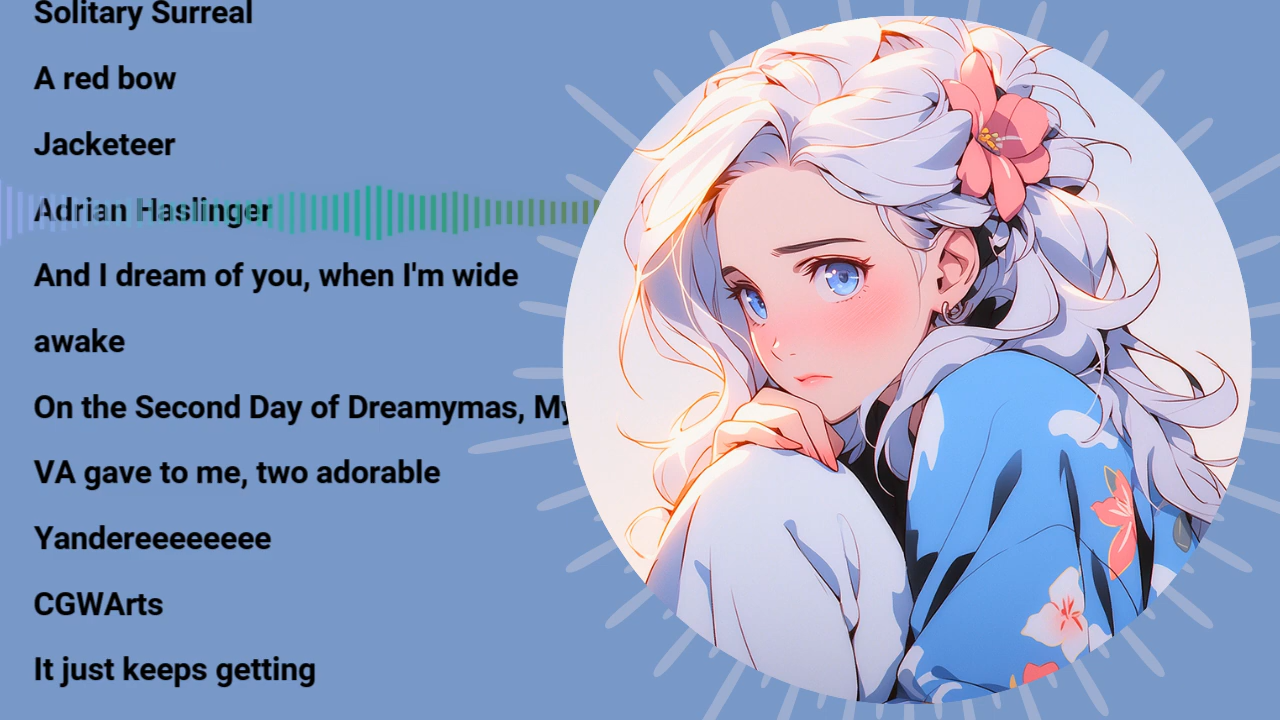 Solitary Surreal
A red bow
Jacketeer
Adrian Haslinger
And I dream of you, when I'm wide
awake
On the Second Day of Dreamymas, My
VA gave to me, two adorable
Yandereeeeeeee
CGWArts
It just keeps getting